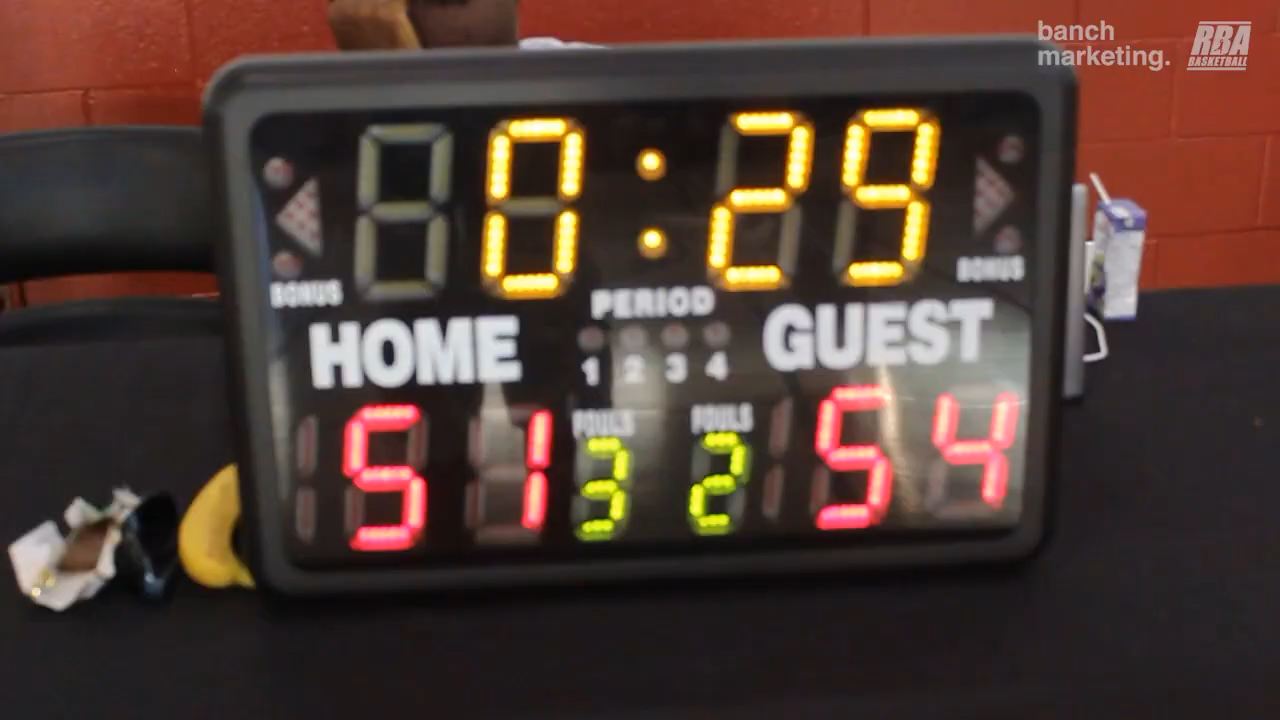 banch
marketing.
RBA
BASKETBALL
0:29
BONUS
BONUS
PERIOD
HOME
GUEST
1 2 3 4
FOULS
FOULS
51
3
2
54